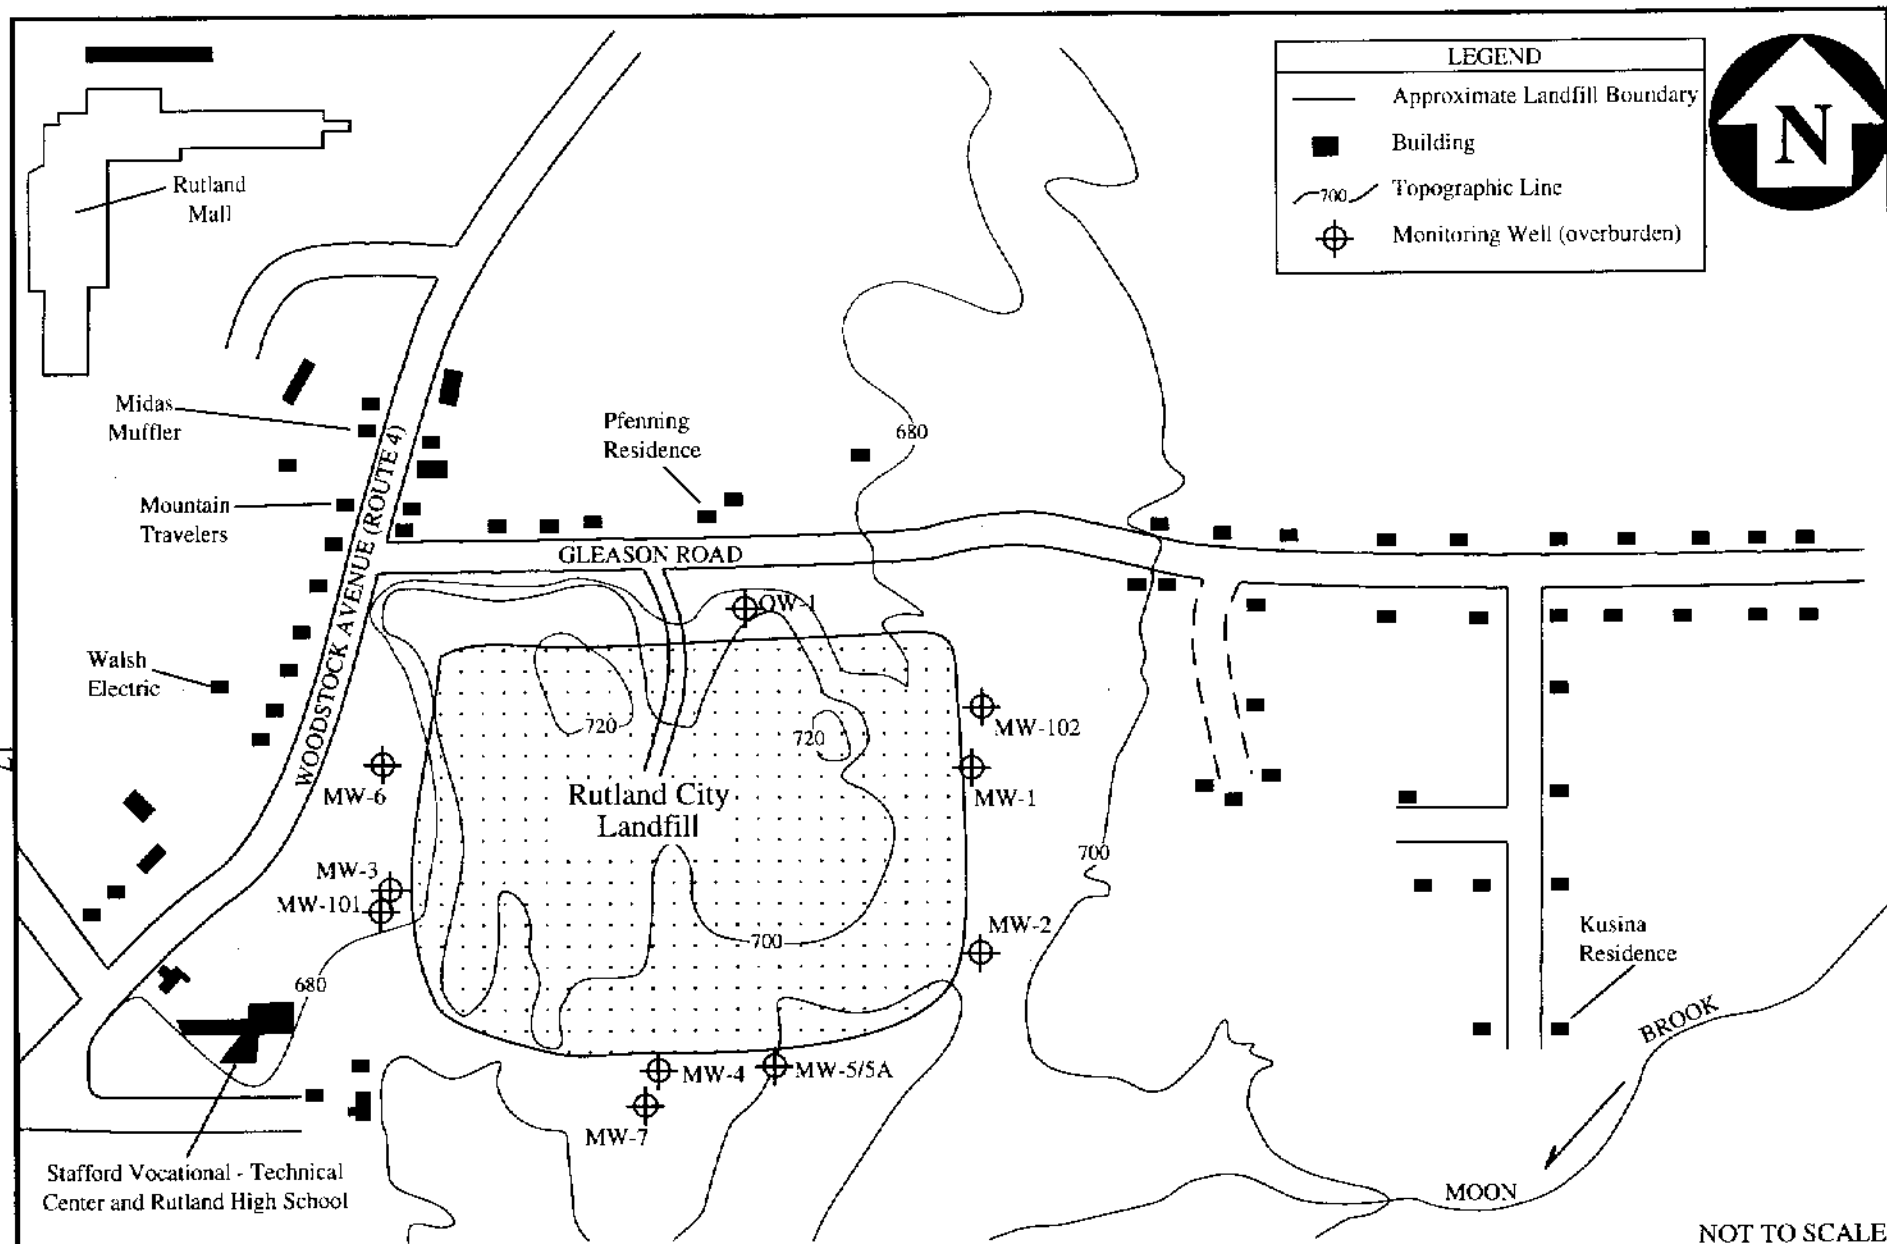 LEGEND
Approximate Landfill Boundary
Building
700
Topographic Line
Monitoring Well (overburden)
N
Rutland
Mall
Midas
Muffler
Mountain
Travelers
Walsh
Electric
WOODSTOCK AVENUE (ROUTE 4)
Pfenning
Residence
680
GLEASON ROAD
OW-1
720
720
MW-102
MW-1
MW-6
Rutland City
Landfill
MW-3
MW-101
700
700
MW-2
Kusina
Residence
680
BROOK
MW-4
MW-5/5A
MW-7
Stafford Vocational - Technical
Center and Rutland High School
MOON
NOT TO SCALE